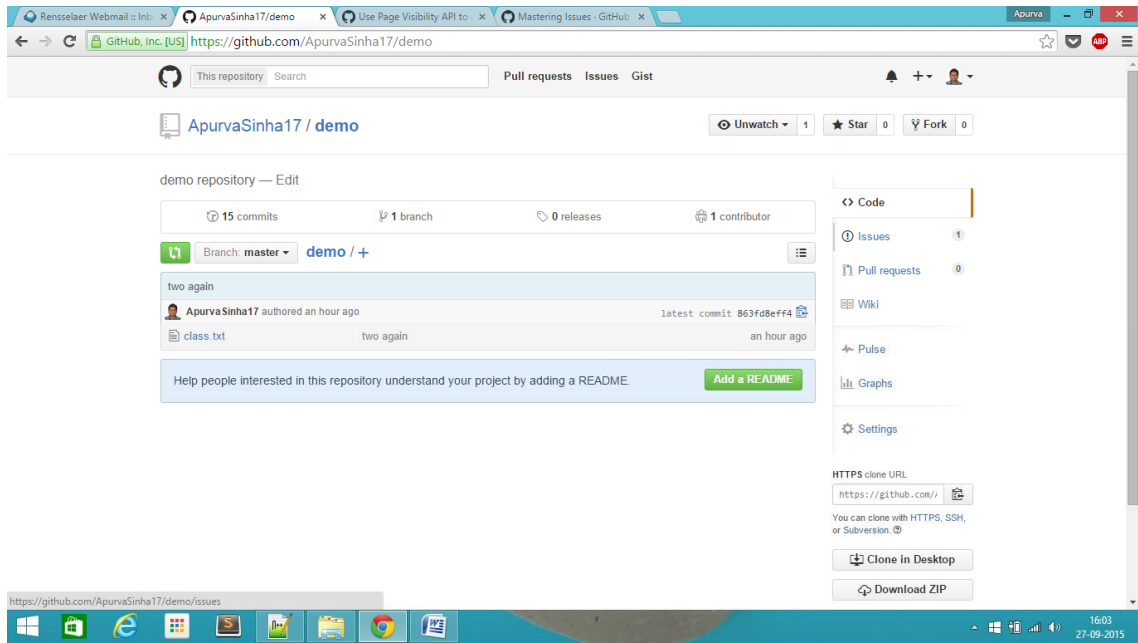 Rensselaer Webmail :: Inb
ApurvaSinha17/demo
Use Page Visibility API to
Mastering Issues · GitHub
Apurva
GitHub, Inc. [US] https://github.com/ApurvaSinha17/demo
ABP
This repository Search
Pull requests Issues Gist
ApurvaSinha17 / demo
Unwatch 1
Star 0
Fork 0
demo repository — Edit
15 commits
1 branch
0 releases
1 contributor
Branch: master
demo / +
two again
ApurvaSinha17 authored an hour ago
latest commit 863fd8eff4
class.txt
two again
an hour ago
Help people interested in this repository understand your project by adding a README.
Add a README
<> Code
Issues 1
Pull requests 0
Wiki
Pulse
Graphs
Settings
HTTPS clone URL
https://github.com/
You can clone with HTTPS, SSH,
or Subversion.
Clone in Desktop
Download ZIP
https://github.com/ApurvaSinha17/demo/issues
16:03
27-09-2015